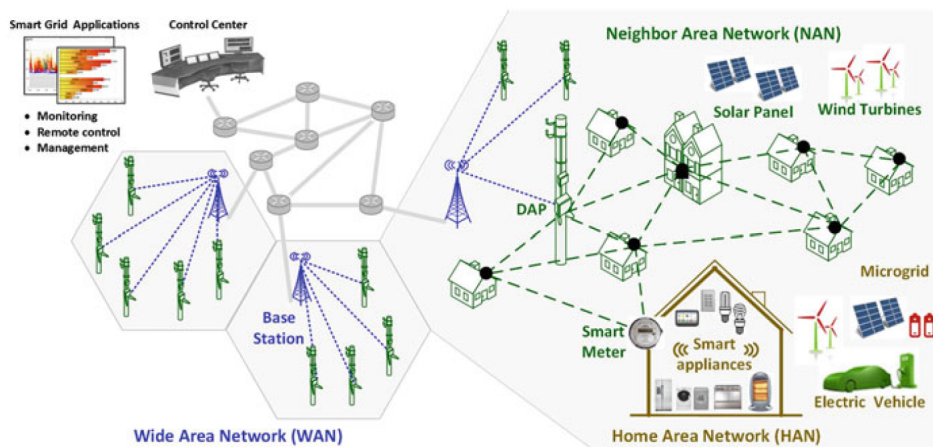 Smart Grid Applications
Control Center
Monitoring
Remote control
Management
Neighbor Area Network (NAN)
Solar Panel
Wind Turbines
DAP
Microgrid
Base
Station
Smart
Meter
Smart
appliances
Electric Vehicle
Wide Area Network (WAN)
Home Area Network (HAN)